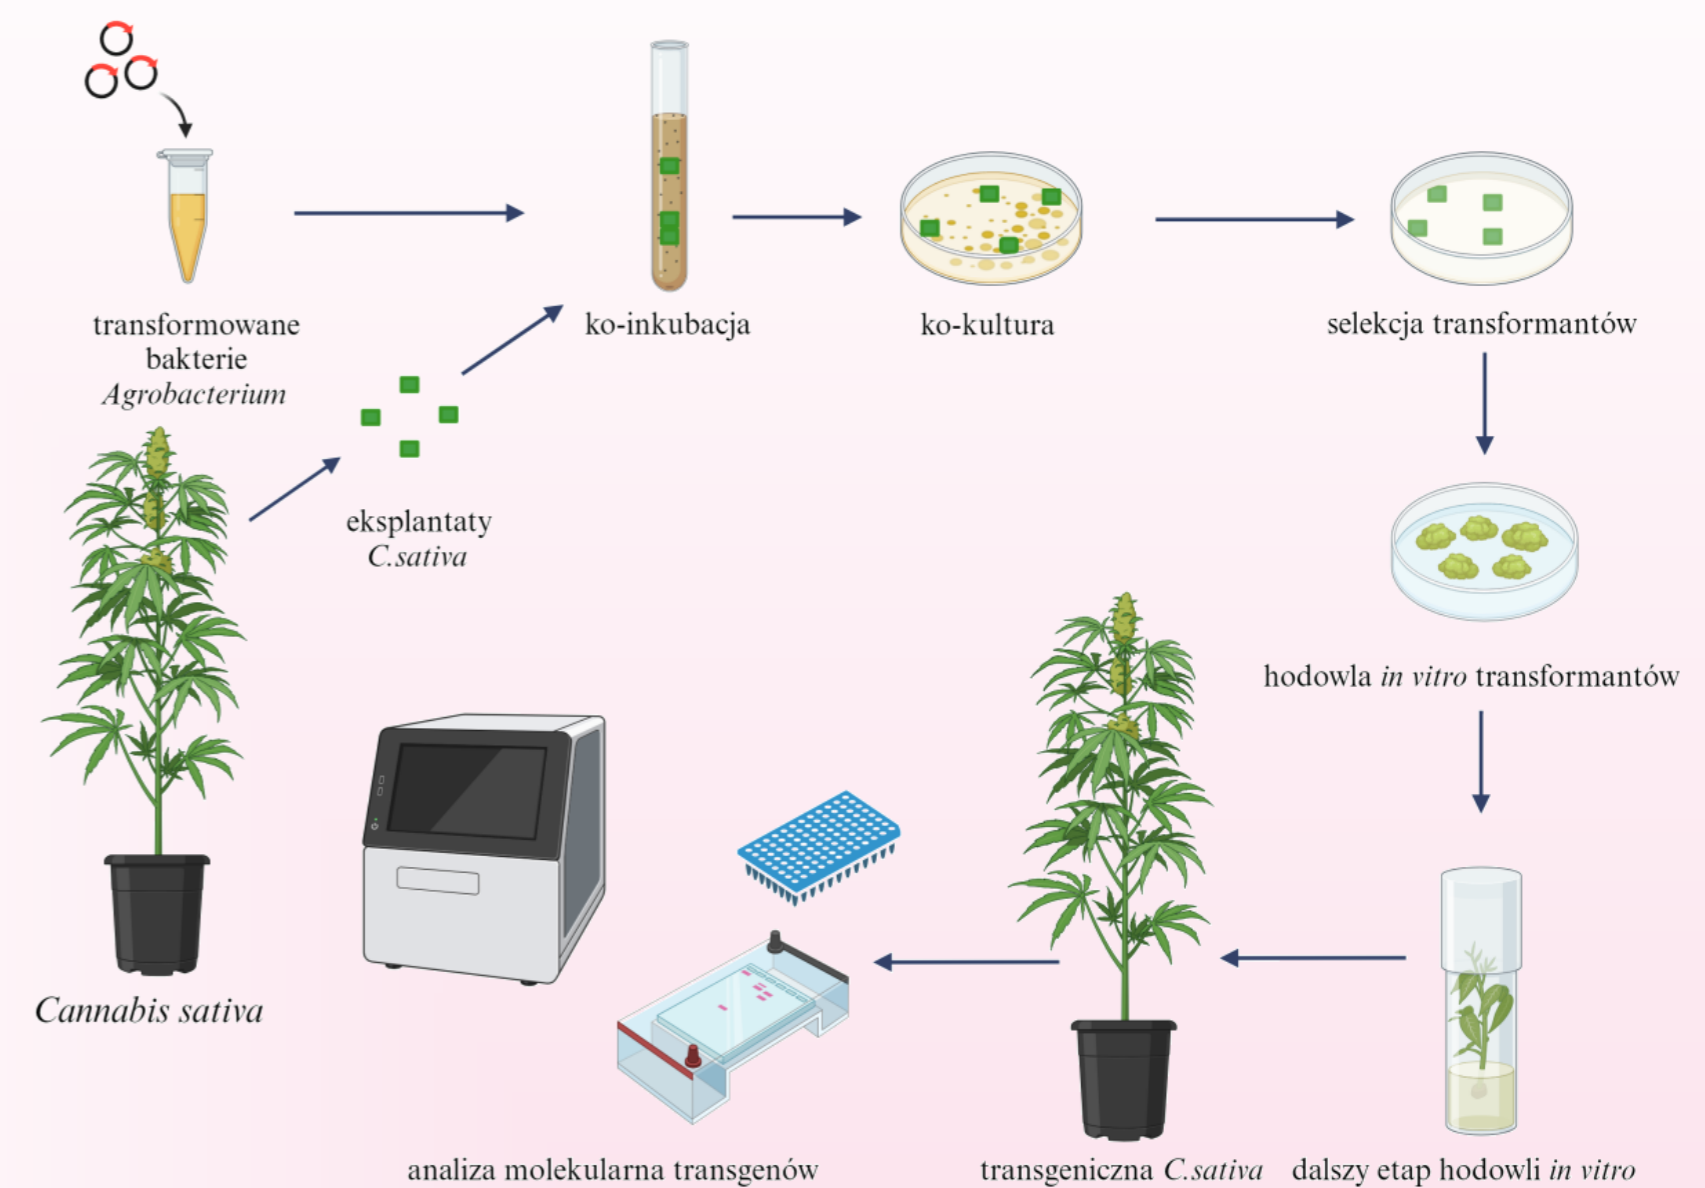 transformowane
bakterie
Agrobacterium
ko-inkubacja
ko-kultura
selekcja transformantów
eksplantaty
C.sativa
hodowla in vitro transformantów
Cannabis sativa
analiza molekularna transgenów
transgeniczna C.sativa
dalszy etap hodowli in vitro